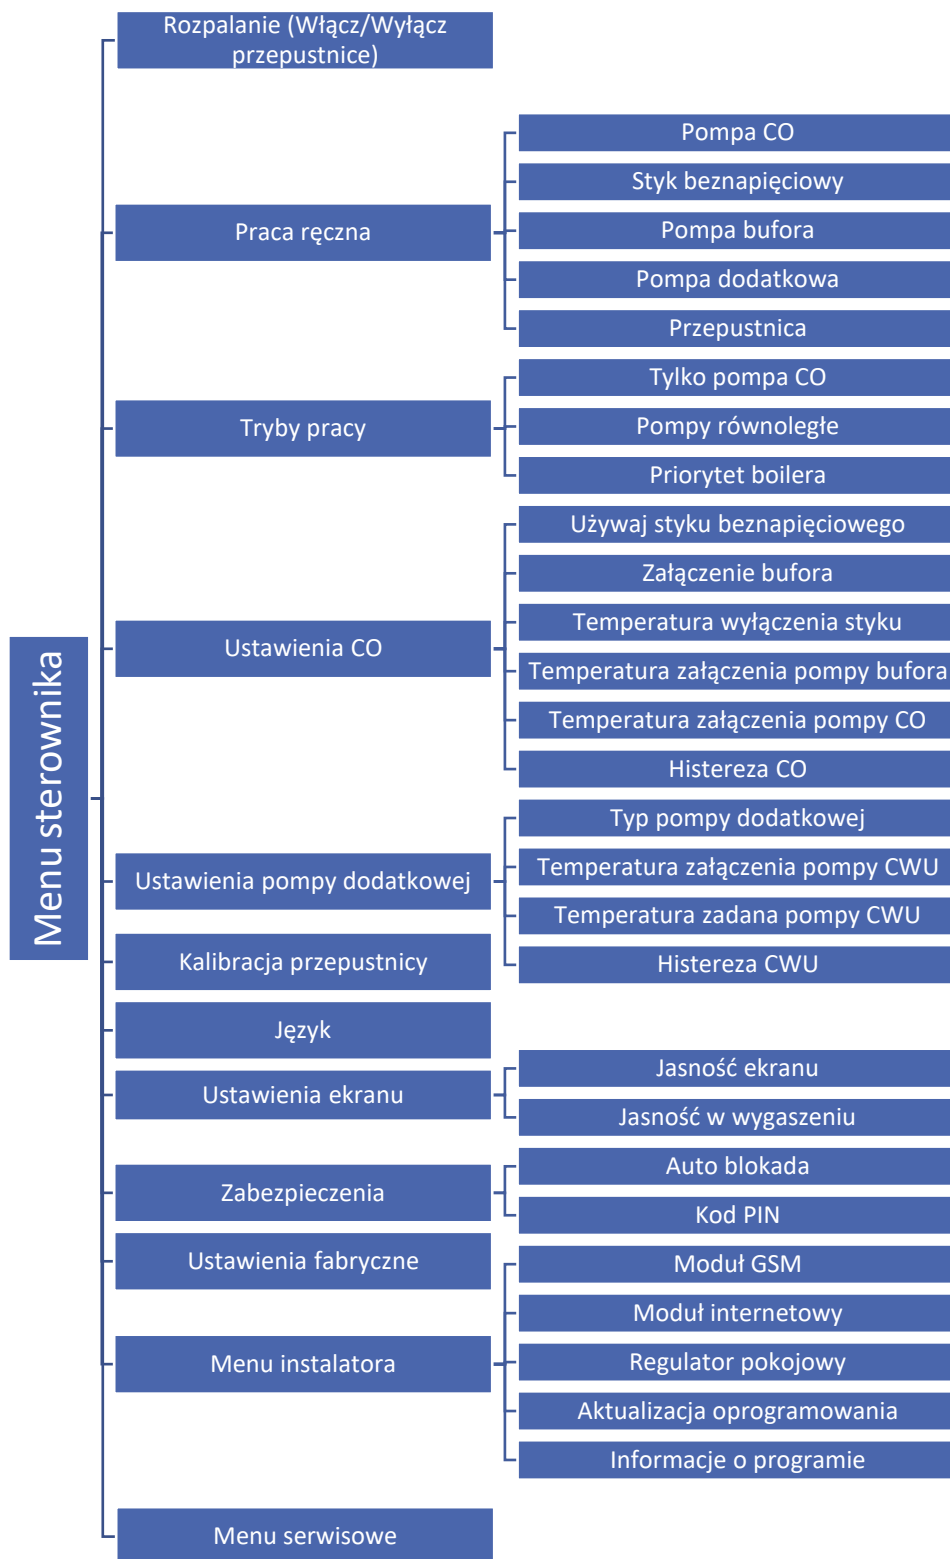 Menu sterownika
Rozpalanie (Włącz/Wyłącz
przepustnice)
Praca ręczna
Pompa CO
Styk beznapięciowy
Pompa bufora
Pompa dodatkowa
Przepustnica
Tryby pracy
Tylko pompa CO
Pompy równoległe
Priorytet boilera
Ustawienia CO
Używaj styku beznapięciowego
Załączenie bufora
Temperatura wyłączenia styku
Temperatura załączenia pompy bufora
Temperatura załączenia pompy CO
Histereza CO
Ustawienia pompy dodatkowej
Typ pompy dodatkowej
Temperatura załączenia pompy CWU
Temperatura zadana pompy CWU
Histereza CWU
Kalibracja przepustnicy
Język
Ustawienia ekranu
Jasność ekranu
Jasność w wygaszeniu
Zabezpieczenia
Auto blokada
Kod PIN
Ustawienia fabryczne
Menu instalatora
Moduł GSM
Moduł internetowy
Regulator pokojowy
Aktualizacja oprogramowania
Informacje o programie
Menu serwisowe